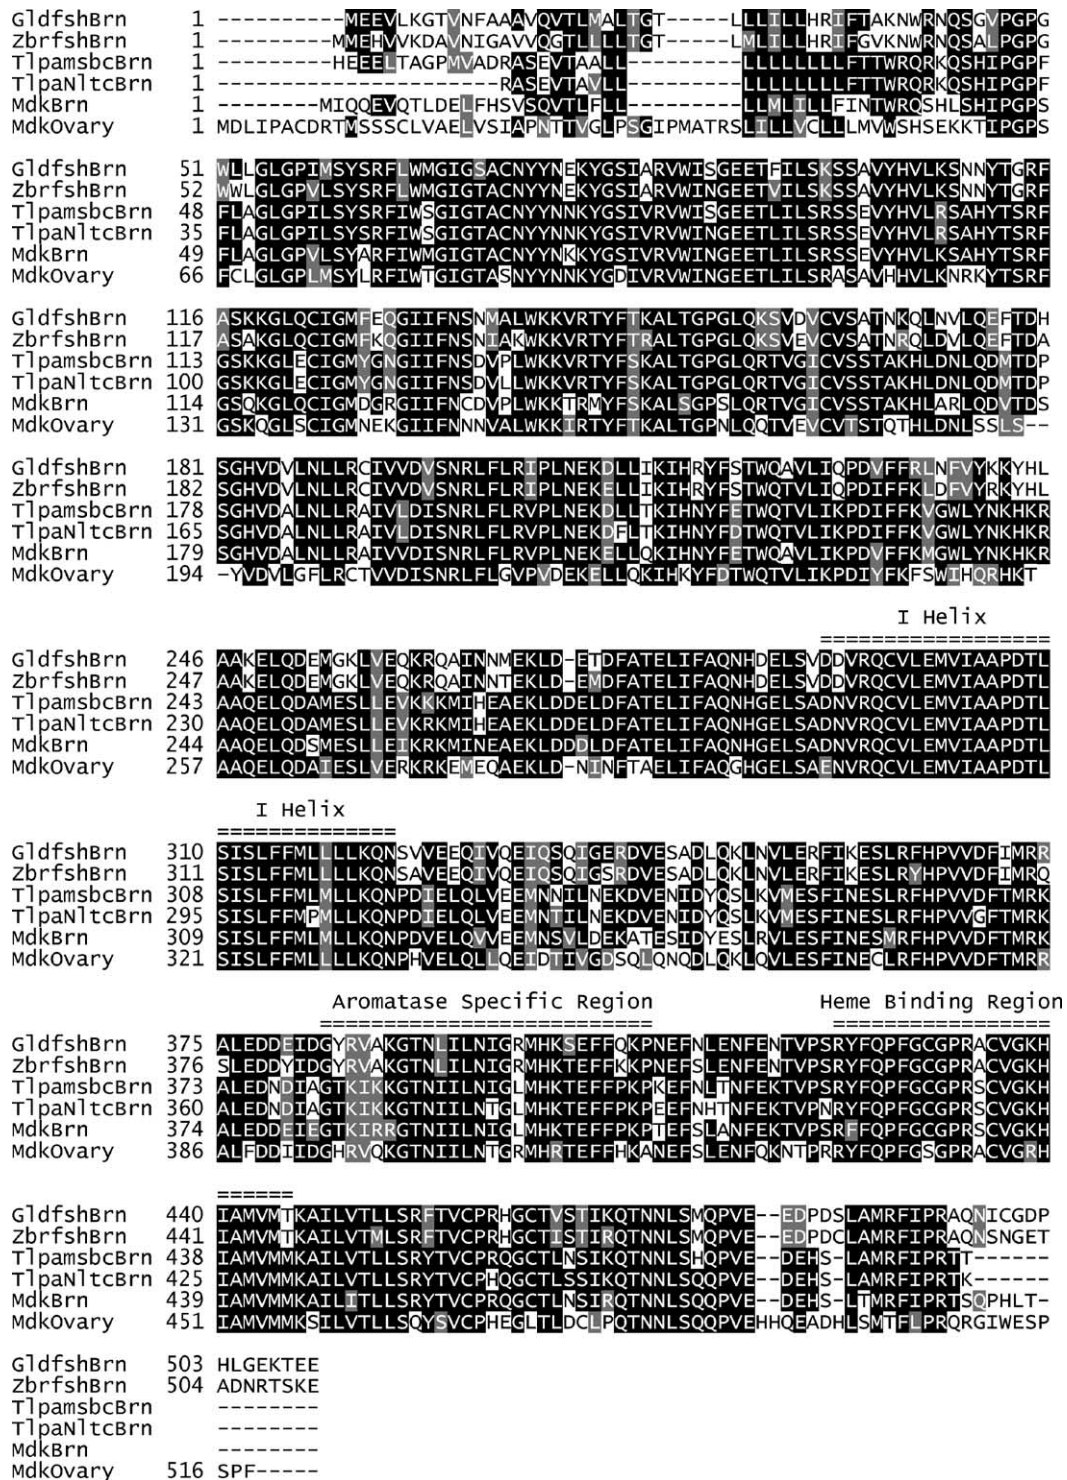 GldfshBrn 1 ----------MEEVLKGTVNFAAAVQVTLMALTGT-----LLLILLHRIFTAKNWRNQSGVPGPG
ZbrfshBrn 1 ---------MMEHVVKDAVNIGAVVQGTLLLLLTGT-----LMLILLHRIFGVKNWRNQSALPGPG
TlpamsbcBrn 1 ---------HEEELTAGPMVADRASEVTAALL---------LLLLLLLLFTTWRQRKQSHIPGPF
TlpaNltcBrn 1 --------------------RASEVTAVLL---------LLLLLLLLFTTWRQRKQSHIPGPF
MdkBrn 1 --------MIQQEVQTLDELFHSVSQVTLFLL---------LLMLILLFINTWRQSHLSHIPGPS
MdkOvary 1 MDLIPACDRTMSSSCLVAELVSIAPNTTVGLPSGIPMATRSLILLVCLLLMVWSHSEKKTIPGPS
GldfshBrn 51 WLLGLGPIMSYSRFLWMGIGSACNYYNEKYGSIARVWISGEETFILSKSSAVYHVLKSNNYTGRF
ZbrfshBrn 52 WWLGLGPVLSYSRFLWMGIGTACNYYNEKYGSIARVWINGEETVILSKSSAVYHVLKSNNYTGRF
TlpamsbcBrn 48 FLAGLGPILSYSRFIWSGIGTACNYYNNKYGSIVRVWISGEETLILSRSSEVYHVLRSAHYTSRF
TlpaNltcBrn 35 FLAGLGPILSYSRFIWSGIGTACNYYNNKYGSIVRVWINGEETLILSRSSEVYHVLRSAHYTSRF
MdkBrn 49 FLAGLGPVLSYARFIWMGIGTACNYYNKKYGSIVRVWINGEETLILSRSSEVYHVLKSAHYTSRF
MdkOvary 66 FCLGLGPLMSYLRFIWTGIGTASNYYNNKYGDIVRVWINGEETLILSRASAVHHVLKNRKYTSRF
GldfshBrn 116 ASKKGLQCIGMFEQGIIFNSNMALWKKVRTYFTKALTGPGLQKSVDVCVSATNKQLNVLQEFTDH
ZbrfshBrn 117 ASAKGLQCIGMFKQGIIFNSNIAKWKKVRTYFTRALTGPGLQKSVEVCVSATNRQLDVLQEFTDA
TlpamsbcBrn 113 GSKKGLECIGMYGNGIIFNSDVPLWKKVRTYFSKALTGPGLQRTVGICVSSTAKHLDNLQDMTDP
TlpaNltcBrn 100 GSKKGLECIGMYGNGIIFNSDVLLWKKVRTYFSKALTGPGLQRTVGICVSSTAKHLDNLQDMTDP
MdkBrn 114 GSQKGLQCIGMDGRGIIFNCDVPLWKKTRMYFSKALSGPSLQRTVGICVSSTAKHLARLQDVTDS
MdkOvary 131 GSKQGLSCIGMNEKGIIFNNNVALWKKIRTYFTKALTGPNLQQTVEVCVTSTQTHLDNLSSLS--
GldfshBrn 181 SGHVDVLNLLRCIVVDVSNRLFLRIPLNEKDLLIKIHRYFSTWQAVLIQPDVFFRLNFVYKKYHL
ZbrfshBrn 182 SGHVDVLNLLRCIVVDVSNRLFLRIPLNEKELLIKIHRYFSTWQTVLIQPDIFFKLDFVYRKYHL
TlpamsbcBrn 178 SGHVDALNLLRAIVLDISNRLFLRVPLNEKDLLTKIHNYFETWQTVLIKPDIFFKVGWLYNKHKR
TlpaNltcBrn 165 SGHVDALNLLRAIVVDISNRLFLRVPLNEKDFLTKIHNYFDTWQTVLIKPDIFFKVGWLYNKHKR
MdkBrn 179 SGHVDALNLLRAIVVDISNRLFLRVPLNEKELLQKIHNYFETWQAVLIKPDVFFKMGWLYNKHKR
MdkOvary 194 -YVDVLGFLRCTVVDISNRLFLGVPVDEKELLQKIHKYFDTWQTVLIKPDIYFKFSWIHQRHKT
I Helix
==================
GldfshBrn 246 AAKELQDEMGKLVEQKRQAINNMEKLD-ETDFATELIFAQNHDELSVDDVRQCVLEMVIAAPDTL
ZbrfshBrn 247 AAKELQDEMGKLVEQKRQAINNTEKLD-EMDFATELIFAQNHDELSVDDVRQCVLEMVIAAPDTL
TlpamsbcBrn 243 AAQELQDAMESLLEVKKKMIHEAEKLDDELDFATELIFAQNHGELSADNVRQCVLEMVIAAPDTL
TlpaNltcBrn 230 AAQELQDAMESLLEVKRKMIHEAEKLDDELDFATELIFAQNHGELSADNVRQCVLEMVIAAPDTL
MdkBrn 244 AAQELQDSMESLLEIKRKMINEAEKLDDDLDFATELIFAQNHGELSADNVRQCVLEMVIAAPDTL
MdkOvary 257 AAQELQDAIESLVERKRKEMEQAEKLD-NINFTAELIFAQGHGELSAENVRQCVLEMVIAAPDTL
I Helix
==============
GldfshBrn 310 SISLFFMLLLLKQNSVVEEQIVQEIQSQIGERDVESADLQKLNVLERFIKESLRFHPVVDFIMRR
ZbrfshBrn 311 SISLFFMLLLLKQNSAVEEQIVQEIQSQIGSRDVESADLQKLNVLERFIKESLRYHPVVDFIMRQ
TlpamsbcBrn 308 SISLFFMLMLLKQNPDIELQLVEEMNNILNEKDVENIDYQSLKVMESFINESLRFHPVVDFTMRK
TlpaNltcBrn 295 SISLFFMPMLLKQNPDIELQLVEEMNTILNEKDVENIDYQSLKVMESFINESLRFHPVVGFTMRK
MdkBrn 309 SISLFFMLMLLKQNPDVELQVVEEMNSVLDEKATESIDYESLRVLESFINESMRFHPVVDFTMRK
MdkOvary 321 SISLFFMLLLLKQNPHVELQLLQEIDTIVGDSQLQNQDLQKLQVLESFINECLRFHPVVDFTMRR
Aromatase Specific Region Heme Binding Region
========================== =================
GldfshBrn 375 ALEDDEIDGYRVAKGTNLILNIGRMHKSEFFQKPNEFNLENFENTVPSRYFQPFGCGPRACVGKH
ZbrfshBrn 376 SLEDDYIDGYRVAKGTNLILNIGRMHKTEFFKKPNEFSLENFENTVPSRYFQPFGCGPRACVGKH
TlpamsbcBrn 373 ALEDNDIAGTKIKKGTNIILNIGLMHKTEFFPKPKEFNLTNFEKTVPSRYFQPFGCGPRSCVGKH
TlpaNltcBrn 360 ALEDNDIAGTKIKKGTNIILNTGLMHKTEFFPKPEEFNHTNFEKTVPNRYFQPFGCGPRSCVGKH
MdkBrn 374 ALEDDEIEGTKIRRGTNIILNIGLMHKTEFFPKPTEFSLANFEKTVPSRFFQPFGCGPRSCVGKH
MdkOvary 386 ALFDDIIDGHRVQKGTNIILNTGRMHRTEFFHKANEFSLENFQKNTPRRYFQPFGSGPRACVGRH
======
GldfshBrn 440 IAMVMTKAILVTLLSRFTVCPRHGCTVSTIKQTNNLSMQPVE--EDPDSLAMRFIPRAQNICGDP
ZbrfshBrn 441 IAMVMTKAILVTMLSRFTVCPRHGCTISTIRQTNNLSMQPVE--EDPDCLAMRFIPRAQNSNGET
TlpamsbcBrn 438 IAMVMMKAILVTLLSRYTVCPRQGCTLNSIKQTNNLSHQPVE--DEHS-LAMRFIPRTT------
TlpaNltcBrn 425 IAMVMMKAILVTLLSRYTVCPHQGCTLSSIKQTNNLSQQPVE--DEHS-LAMRFIPRTK------
MdkBrn 439 IAMVMMKAILITLLSRYTVCPRQGCTLNSIRQTNNLSQQPVE--DEHS-LTMRFIPRTSQPHLT-
MdkOvary 451 IAMVMMKSILVTLLSQYSVCPHEGLTLDCLPQTNNLSQQPVEHHQEADHLSMTFLPRQRGIWESP
GldfshBrn 503 HLGEKTEE
ZbrfshBrn 504 ADNRTSKE
TlpamsbcBrn --------
TlpaNltcBrn --------
MdkBrn --------
MdkOvary 516 SPF-----